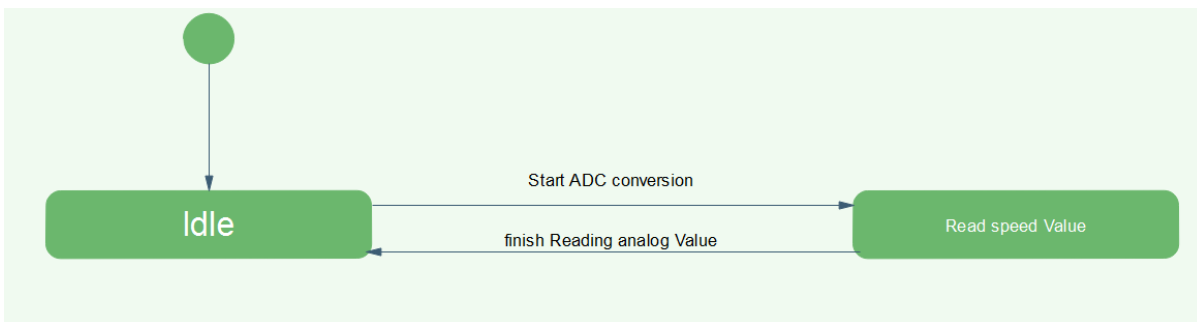 Start ADC conversion
Idle
Read speed Value
finish Reading analog Value